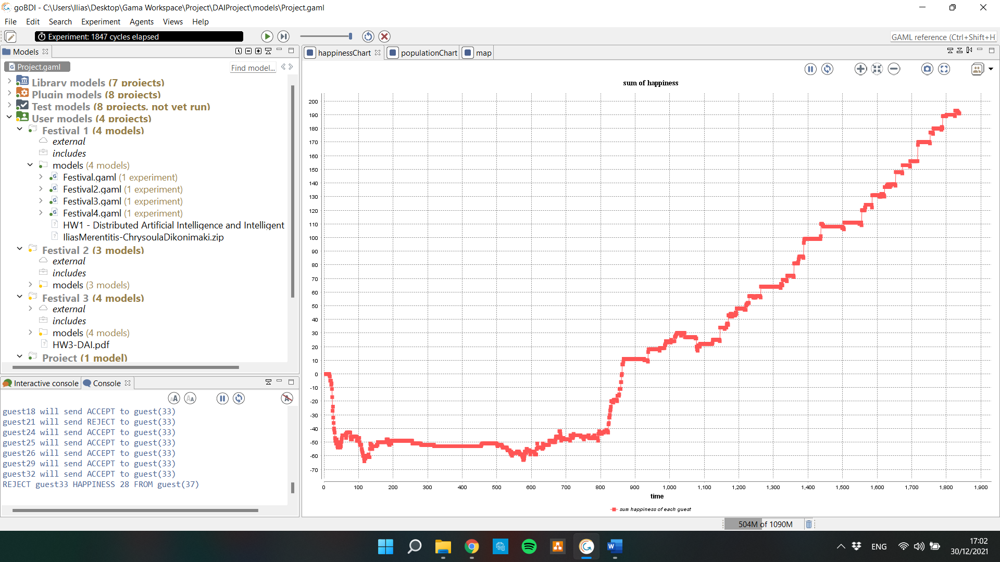 goBDI - C:\Users\Ilias\Desktop\Gama Workspace\Project\DAIProject\models\Project.gaml
File Edit Search Experiment Agents Views Help
Experiment: 1847 cycles elapsed
GAML reference (Ctrl+Shift+H
Models
Project.gaml
Find model...
Library models (7 projects)
Plugin models (8 projects)
Test models (8 projects, not yet run)
User models (4 projects)
Festival 1 (4 models)
external
includes
models (4 models)
Festival.gaml (1 experiment)
Festival2.gaml (1 experiment)
Festival3.gaml (1 experiment)
Festival4.gaml (1 experiment)
HW1 - Distributed Artificial Intelligence and Intelligent
IliasMerentitis-ChrysoulaDikonimaki.zip
Festival 2 (3 models)
external
includes
models (3 models)
Festival 3 (4 models)
external
includes
models (4 models)
HW3-DAI.pdf
Project (1 model)
Interactive console
Console
guest18 will send ACCEPT to guest(33)
guest21 will send REJECT to guest(33)
guest24 will send ACCEPT to guest(33)
guest25 will send ACCEPT to guest(33)
guest26 will send ACCEPT to guest(33)
guest29 will send ACCEPT to guest(33)
guest32 will send ACCEPT to guest(33)
REJECT guest33 HAPPINESS 28 FROM guest(37)
happinessChart
populationChart
map
sum of happiness
200
190
180
170
160
150
140
130
120
110
100
90
80
70
60
50
40
30
20
10
0
-10
-20
-30
-40
-50
-60
-70
0 100 200 300 400 500 600 700 800 900 1,000 1,100 1,200 1,300 1,400 1,500 1,600 1,700 1,800 1,900
time
sum happiness of each guest
504M of 1090M
ENG
17:02
30/12/2021